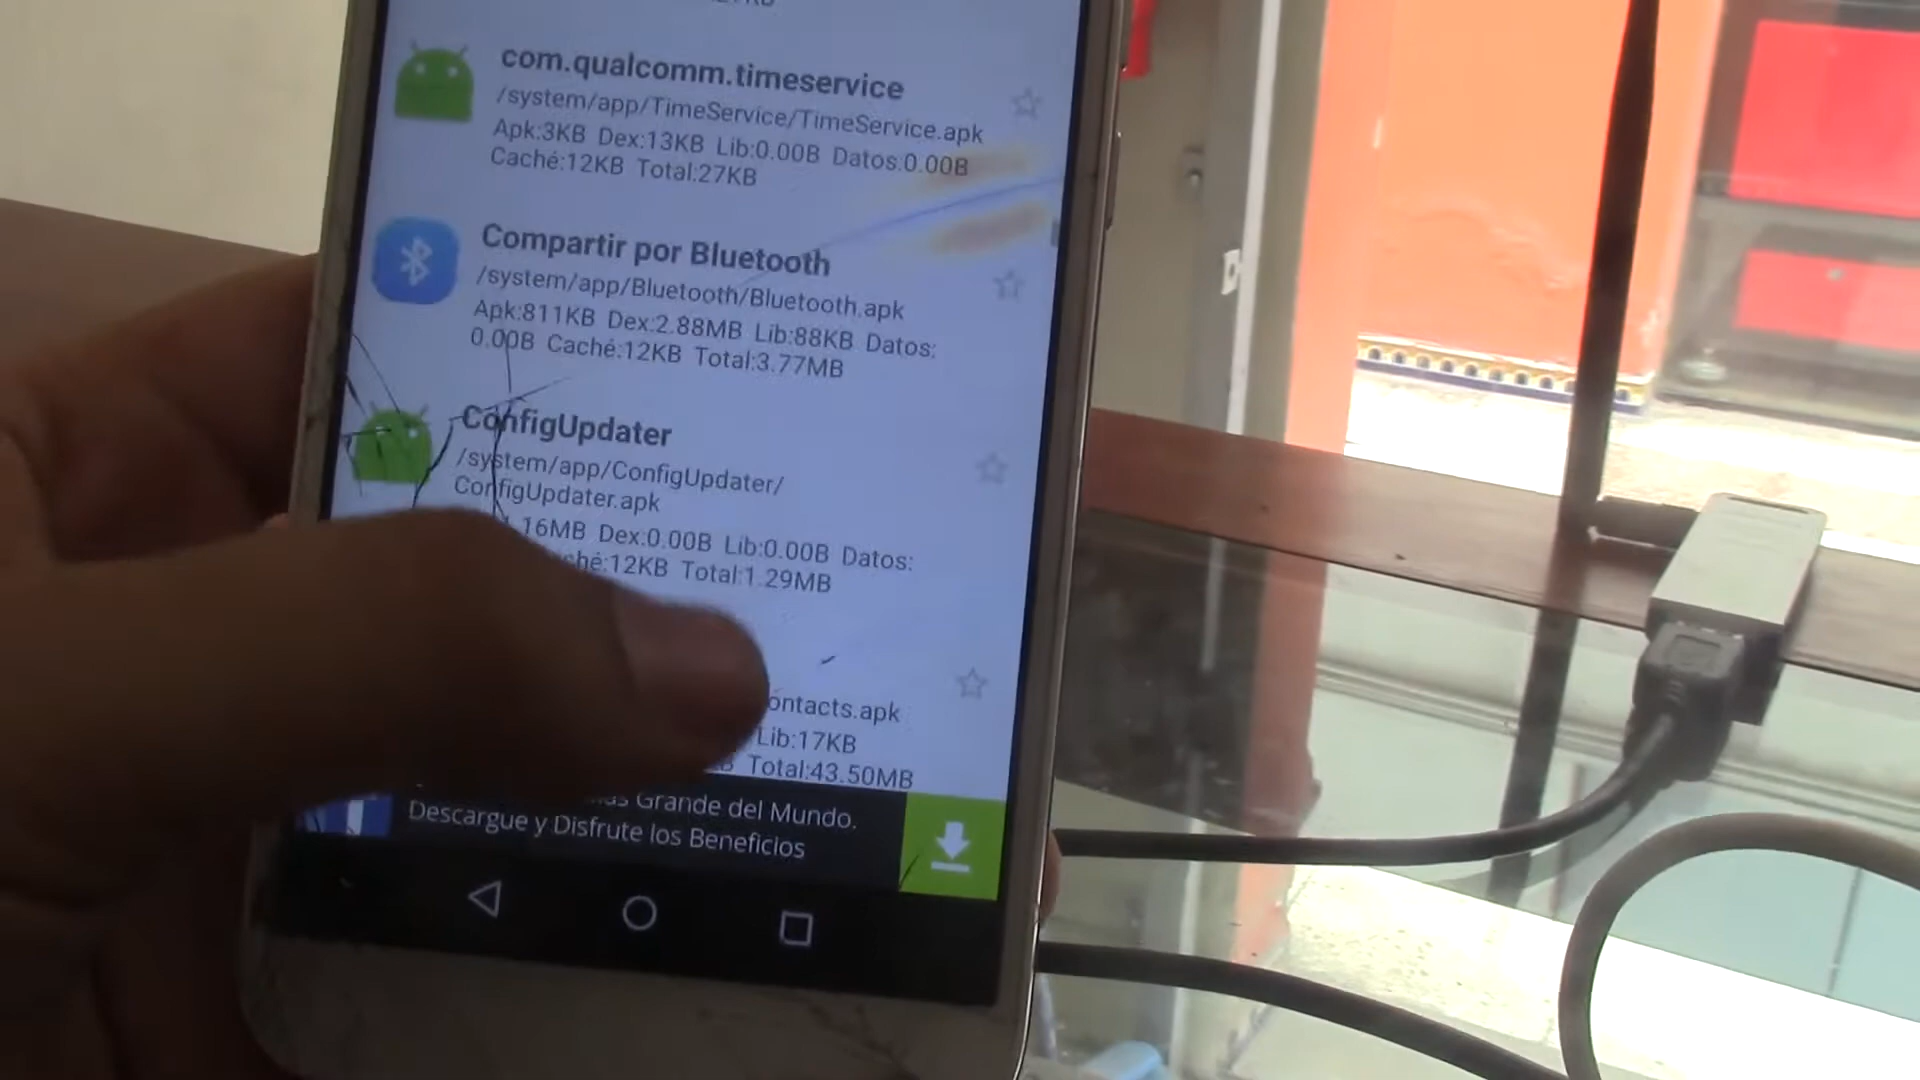 com.qualcomm.timeservice
/system/app/TimeService/TimeService.apk
Apk:3KB Dex:13KB Lib:0.00B Datos:0.00B
Caché:12KB Total:27KB
Compartir por Bluetooth
/system/app/Bluetooth/Bluetooth.apk
Apk:811KB Dex:2.88MB Lib:88KB Datos:
0.00B Caché:12KB Total:3.77MB
ConfigUpdater
/system/app/ConfigUpdater/
ConfigUpdater.apk
16MB Dex:0.00B Lib:0.00B Datos:
ché:12KB Total:1.29MB
ontacts.apk
Lib:17KB
Total:43.50MB
Grande del Mundo.
Descargue y Disfrute los Beneficios